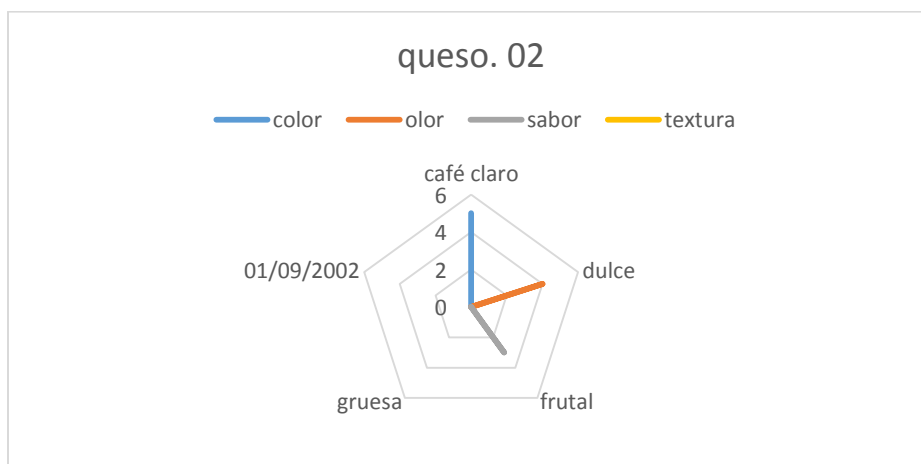 queso. 02
color olor sabor textura
café claro
6
4
2
0
01/09/2002
dulce
gruesa
frutal